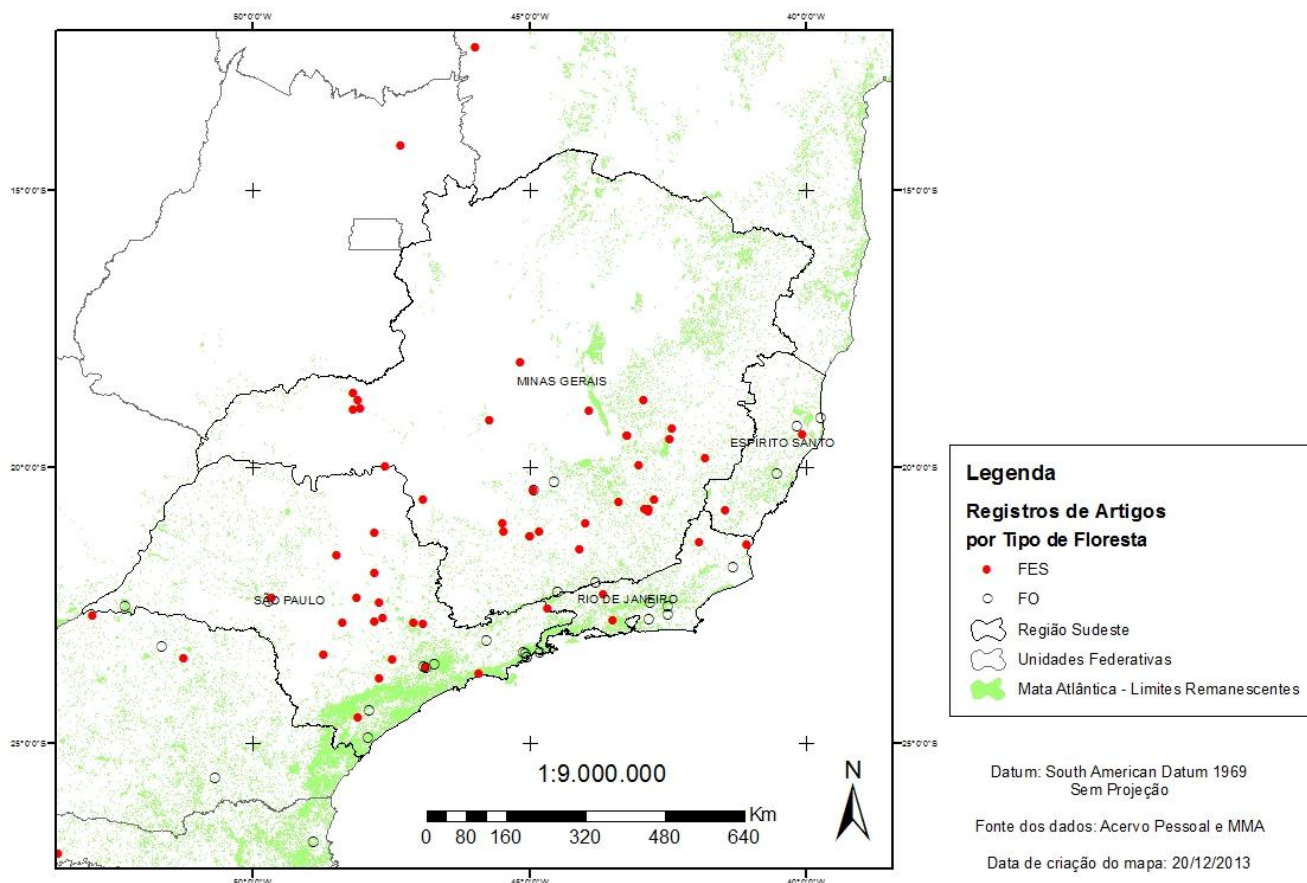 50°0'0"W 45°0'0"W 40°0'0"W
15°0'0"S 15°0'0"S
MINAS GERAIS
ESPÍRITO SANTO
20°0'0"S 20°0'0"S
SÃO PAULO
RIO DE JANEIRO
25°0'0"S 25°0'0"S
1:9.000.000
N
Km
0 80 160 320 480 640
50°0'0"W 45°0'0"W 40°0'0"W
Legenda
Registros de Artigos
por Tipo de Floresta
FES
FO
Região Sudeste
Unidades Federativas
Mata Atlântica - Limites Remanescentes
Datum: South American Datum 1969
Sem Projeção
Fonte dos dados: Acervo Pessoal e MMA
Data de criação do mapa: 20/12/2013